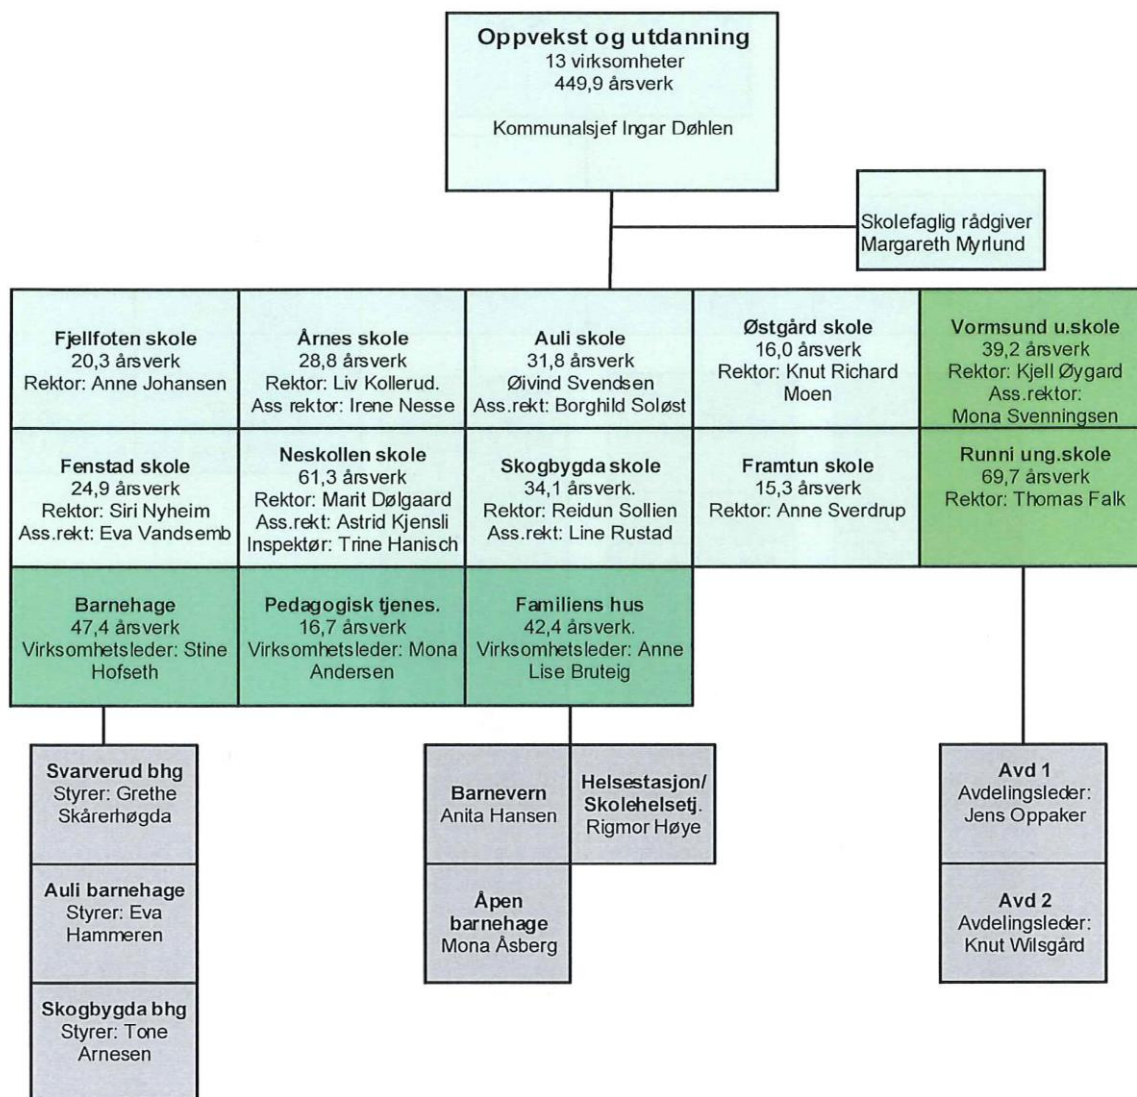 Oppvekst og utdanning
13 virksomheter
449,9 årsverk
Kommunalsjef Ingar Døhlen
Skolefaglig rådgiver
Margareth Myrlund
Fjellfoten skole
20,3 årsverk
Rektor: Anne Johansen
Årnes skole
28,8 årsverk
Rektor: Liv Kollerud.
Ass rektor: Irene Nesse
Auli skole
31,8 årsverk
Øivind Svendsen
Ass.rekt: Borghild Soløst
Østgård skole
16,0 årsverk
Rektor: Knut Richard
Moen
Vormsund u.skole
39,2 årsverk
Rektor: Kjell Øygard
Ass.rektor:
Mona Svenningsen
Fenstad skole
24,9 årsverk
Rektor: Siri Nyheim
Ass.rekt: Eva Vandsemb
Neskollen skole
61,3 årsverk
Rektor: Marit Dølgaard
Ass.rekt: Astrid Kjensli
Inspektør: Trine Hanisch
Skogbygda skole
34,1 årsverk.
Rektor: Reidun Sollien
Ass.rekt: Line Rustad
Framtun skole
15,3 årsverk
Rektor: Anne Sverdrup
Runni ung.skole
69,7 årsverk
Rektor: Thomas Falk
Barnehage
47,4 årsverk
Virksomhetsleder: Stine
Hofseth
Pedagogisk tjenes.
16,7 årsverk
Virksomhetsleder: Mona
Andersen
Familiens hus
42,4 årsverk.
Virksomhetsleder: Anne
Lise Bruteig
Svarverud bhg
Styrer: Grethe
Skårerhøgda
Auli barnehage
Styrer: Eva
Hammeren
Skogbygda bhg
Styrer: Tone
Arnesen
Barnevern
Anita Hansen
Helsestasjon/
Skolehelsetj.
Rigmor Høye
Åpen
barnehage
Mona Åsberg
Avd 1
Avdelingsleder:
Jens Oppaker
Avd 2
Avdelingsleder:
Knut Wilsgård